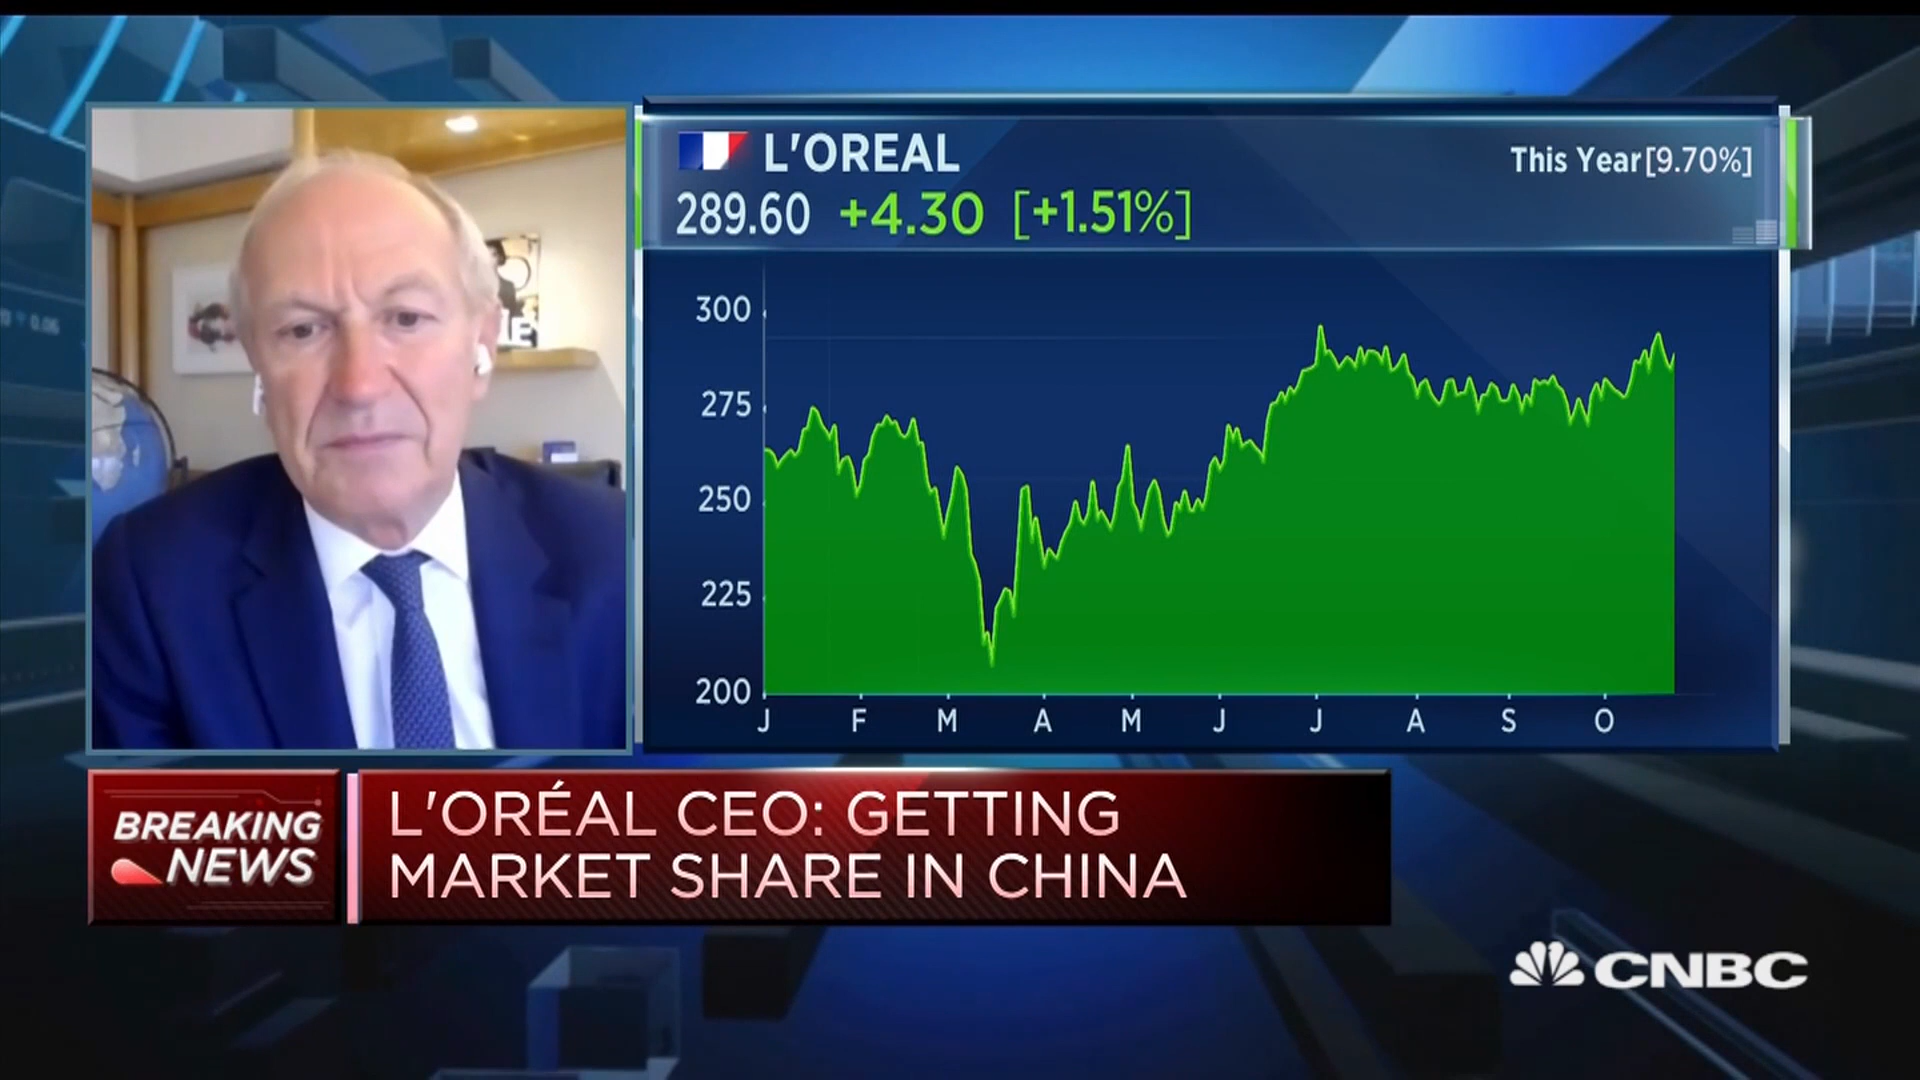 L'OREAL
This Year[9.70%]
289.60 +4.30 [+1.51%]
300
275
250
225
200
J F M A M J J A S O
BREAKING
NEWS
L'ORÉAL CEO: GETTING
MARKET SHARE IN CHINA
CNBC